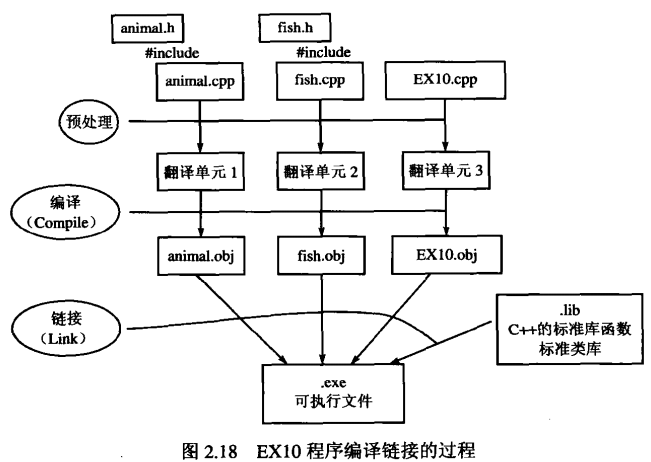 animal.h
fish.h
#include
#include
animal.cpp
fish.cpp
EX10.cpp
预处理
翻译单元 1
翻译单元 2
翻译单元 3
编译
（Compile）
animal.obj
fish.obj
EX10.obj
链接
（Link）
.lib
C++的标准库函数
标准类库
.exe
可执行文件
图 2.18 EX10 程序编译链接的过程